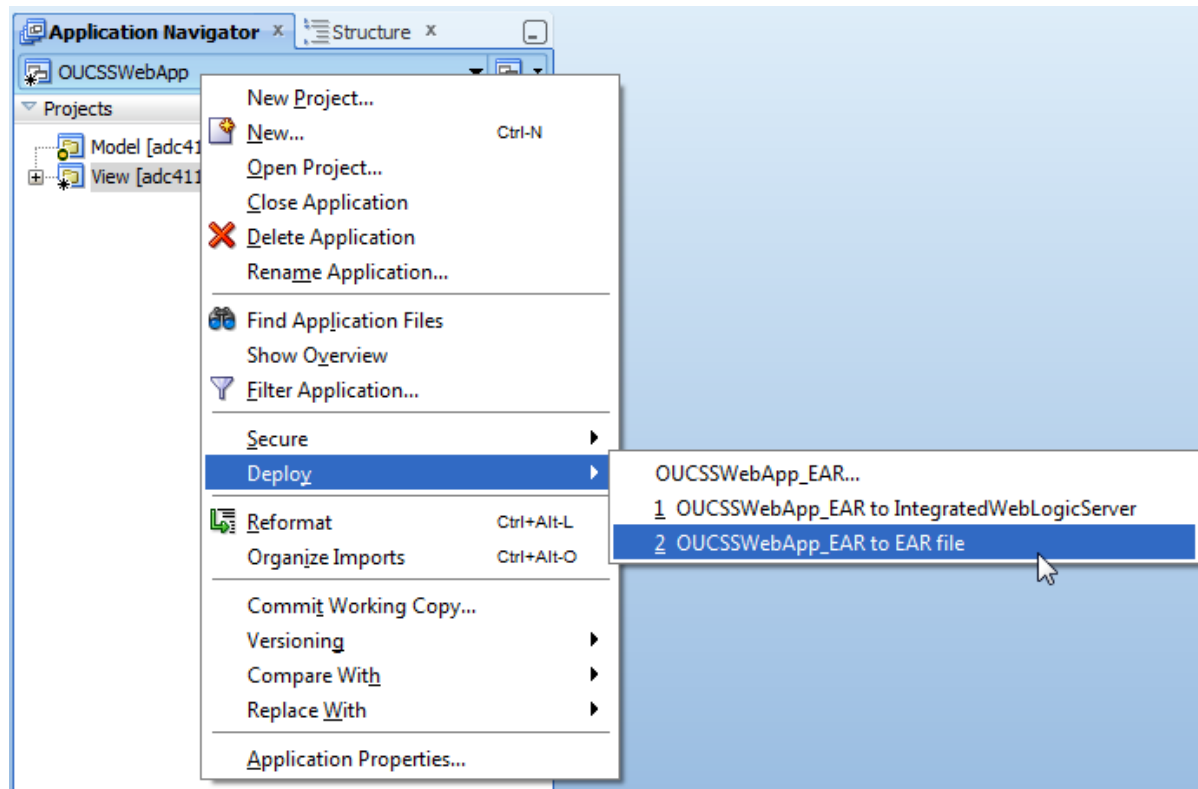 Application Navigator x Structure x
OUCSSWebApp
Projects
Model [adc41
View [adc411
New Project...
New... Ctrl-N
Open Project...
Close Application
Delete Application
Rename Application...
Find Application Files
Show Overview
Filter Application...
Secure
Deploy
OUCSSWebApp_EAR...
1 OUCSSWebApp_EAR to IntegratedWebLogicServer
2 OUCSSWebApp_EAR to EAR file
Reformat Ctrl+Alt-L
Organize Imports Ctrl+Alt-O
Commit Working Copy...
Versioning
Compare With
Replace With
Application Properties...